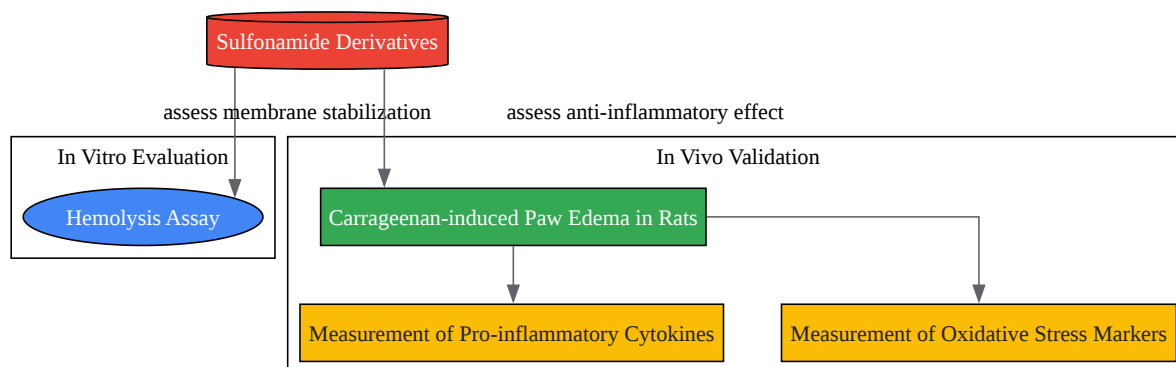 Sulfonamide Derivatives
assess membrane stabilization
assess anti-inflammatory effect
In Vitro Evaluation
In Vivo Validation
Hemolysis Assay
Carrageenan-induced Paw Edema in Rats
Measurement of Pro-inflammatory Cytokines
Measurement of Oxidative Stress Markers